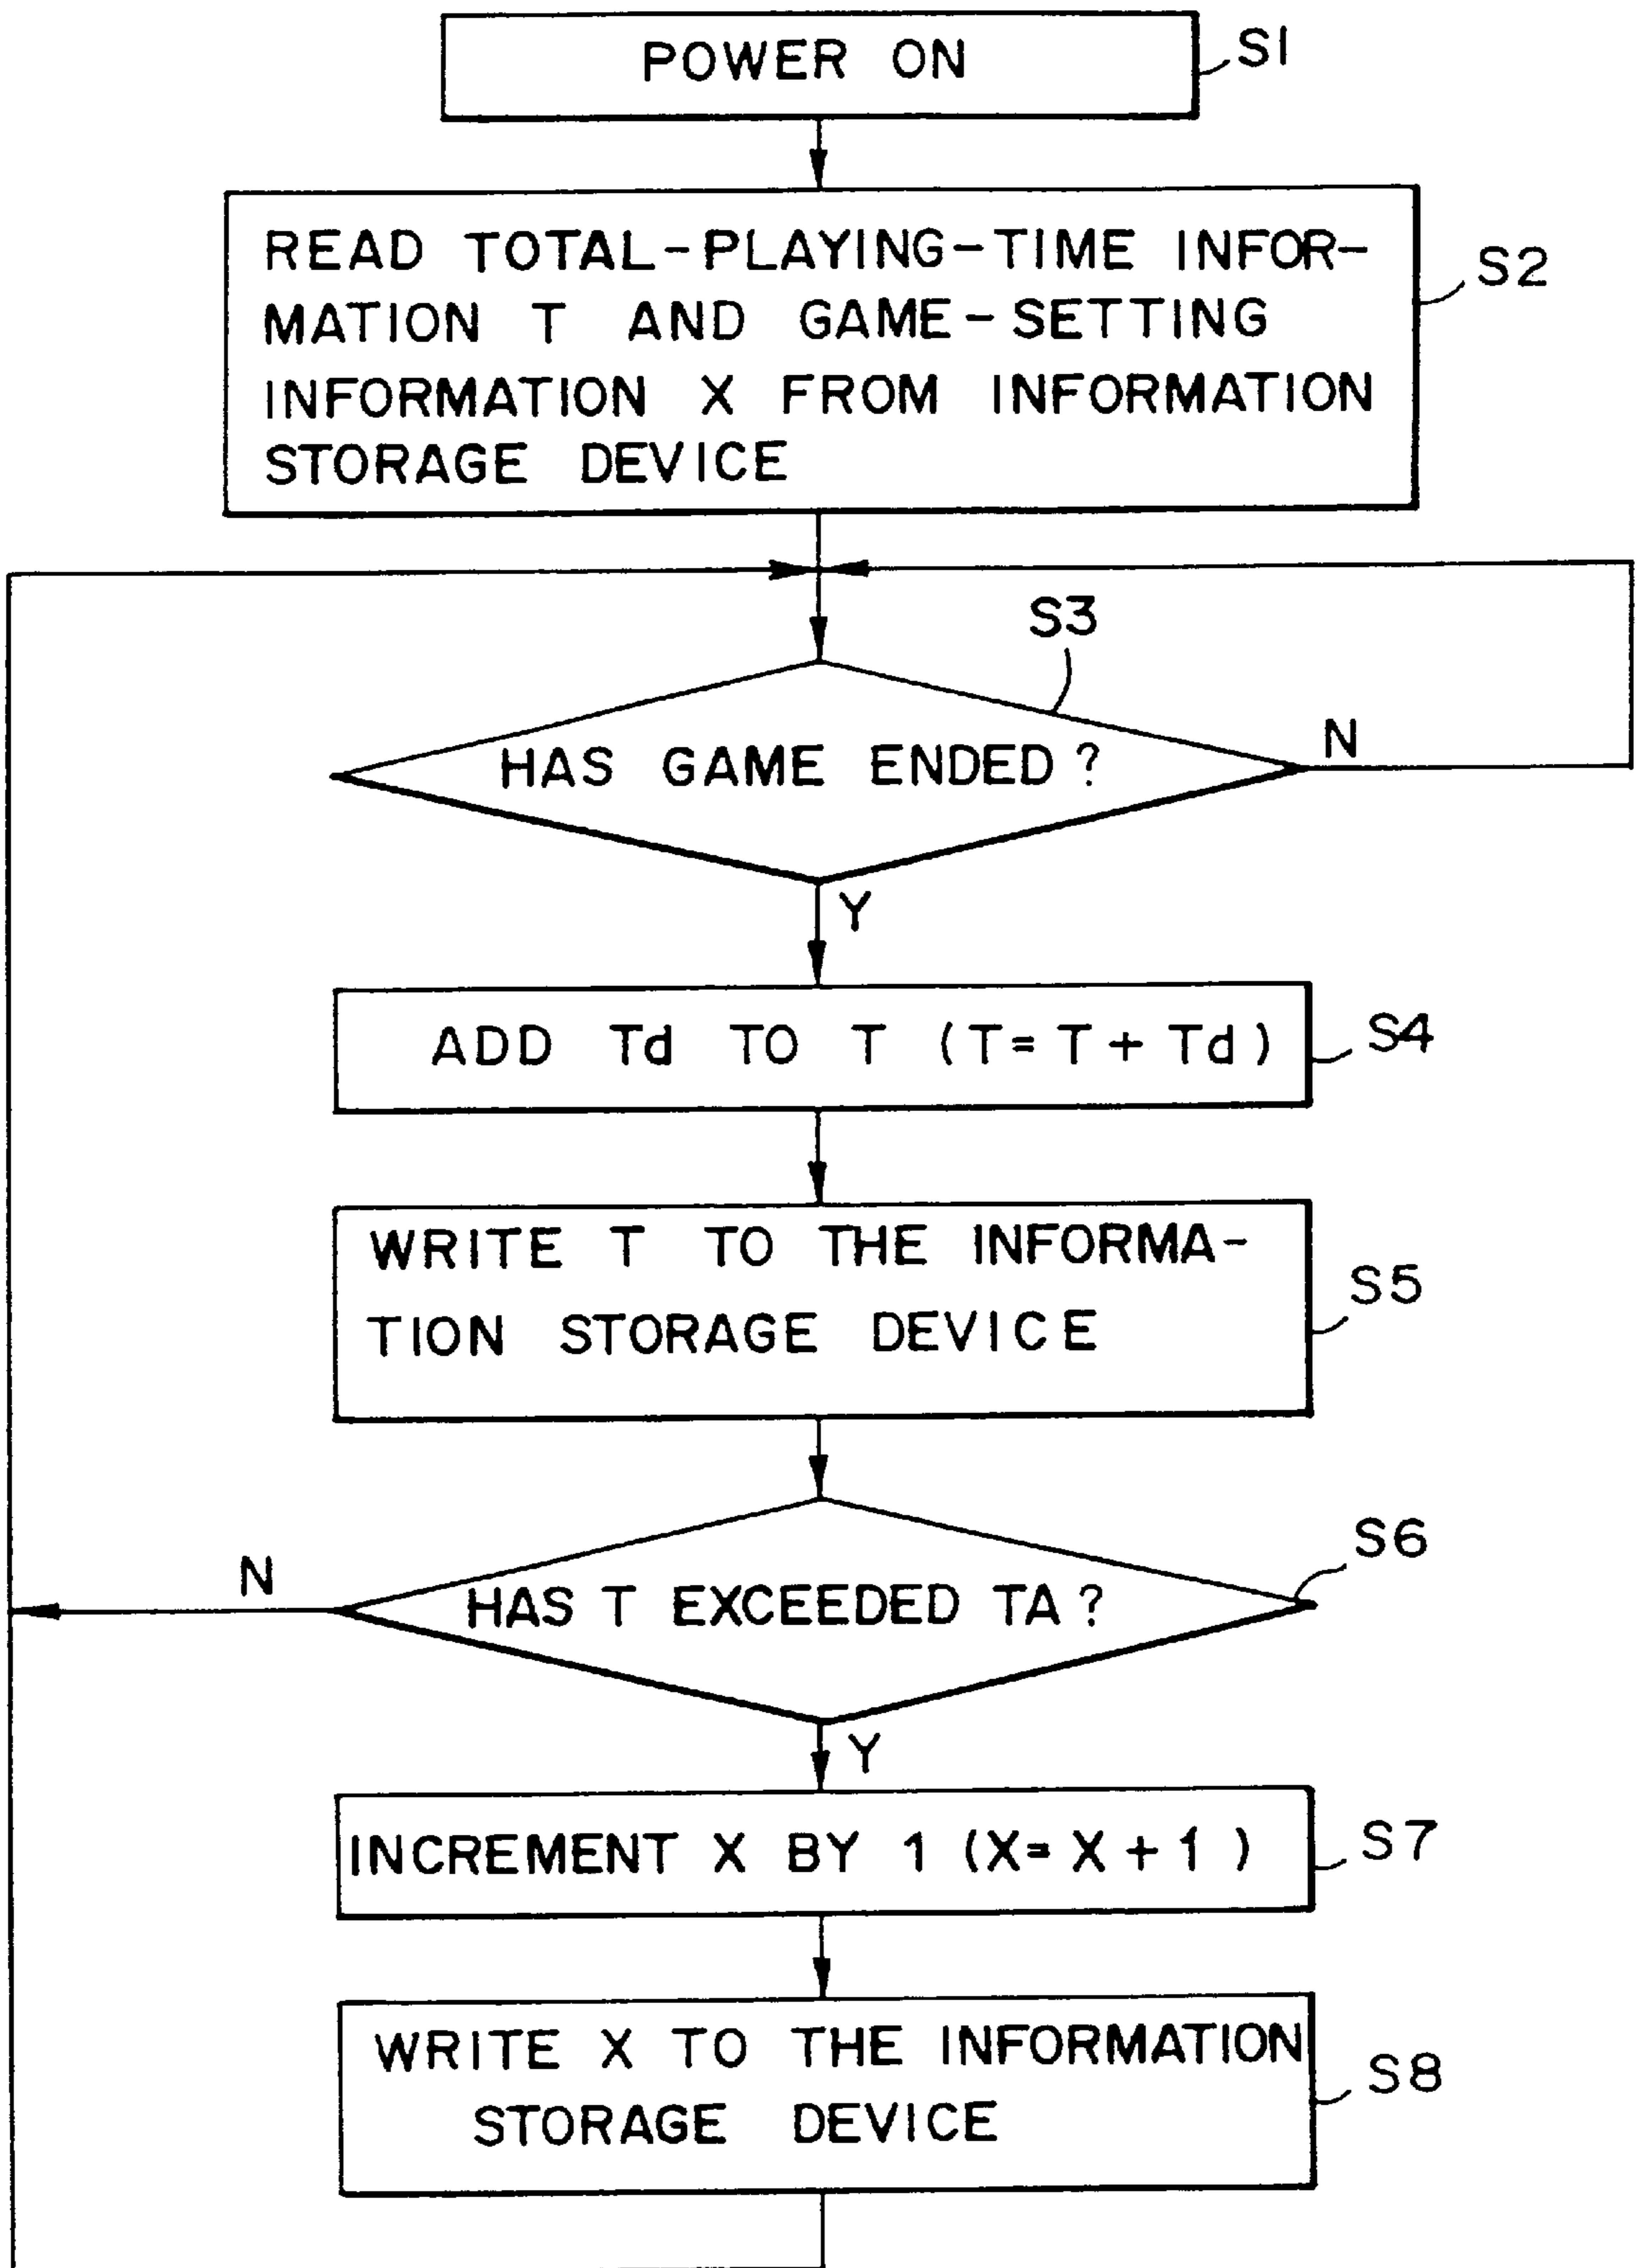 POWER ON
S1
READ TOTAL-PLAYING-TIME INFOR-
MATION T AND GAME-SETTING
INFORMATION X FROM INFORMATION
STORAGE DEVICE
S2
S3
HAS GAME ENDED?
N
Y
ADD Td TO T (T=T+Td)
S4
WRITE T TO THE INFORMA-
TION STORAGE DEVICE
S5
S6
N
HAS T EXCEEDED TA?
Y
INCREMENT X BY 1 (X=X+1)
S7
WRITE X TO THE INFORMATION
STORAGE DEVICE
S8